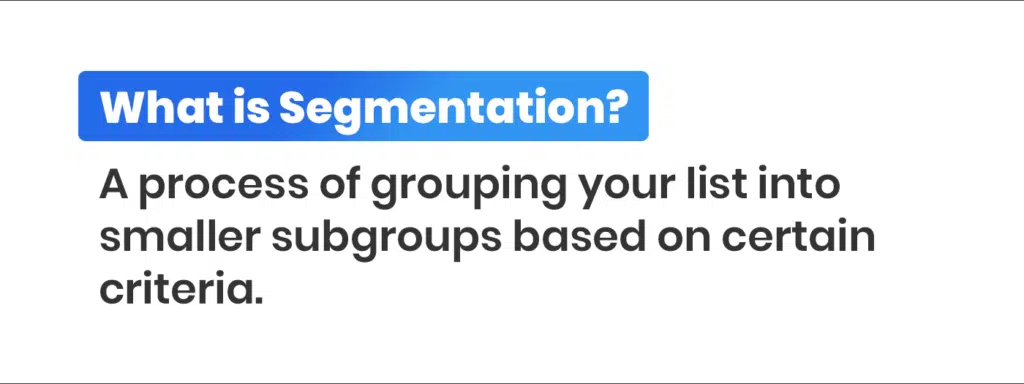 What is Segmentation?
A process of grouping your list into
smaller subgroups based on certain
criteria.